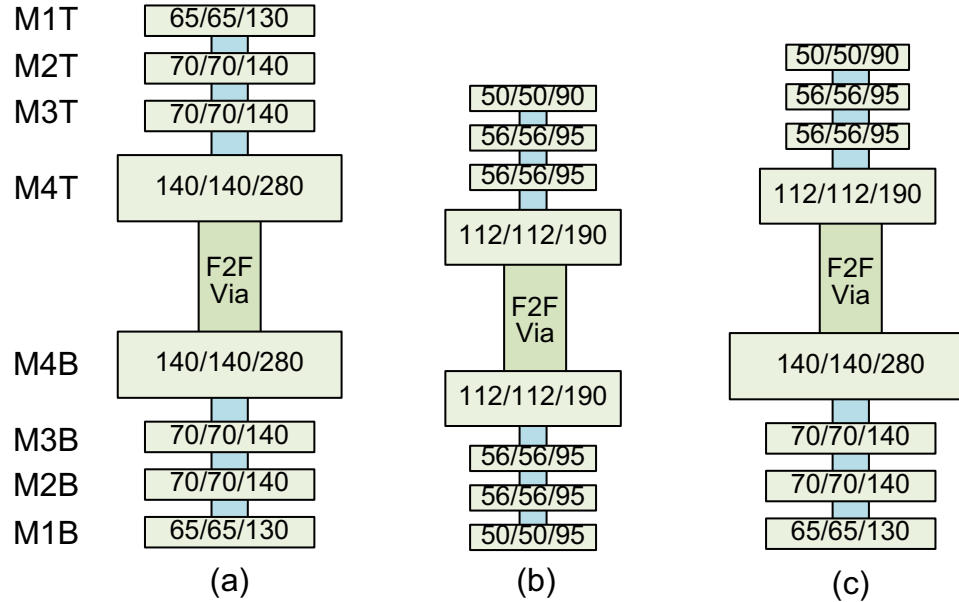 M1T
M2T
M3T
M4T
M4B
M3B
M2B
M1B
65/65/130
70/70/140
70/70/140
140/140/280
F2F
Via
140/140/280
70/70/140
70/70/140
65/65/130
(a)
50/50/90
56/56/95
56/56/95
112/112/190
F2F
Via
112/112/190
56/56/95
56/56/95
50/50/95
(b)
50/50/90
56/56/95
56/56/95
112/112/190
F2F
Via
140/140/280
70/70/140
70/70/140
65/65/130
(c)